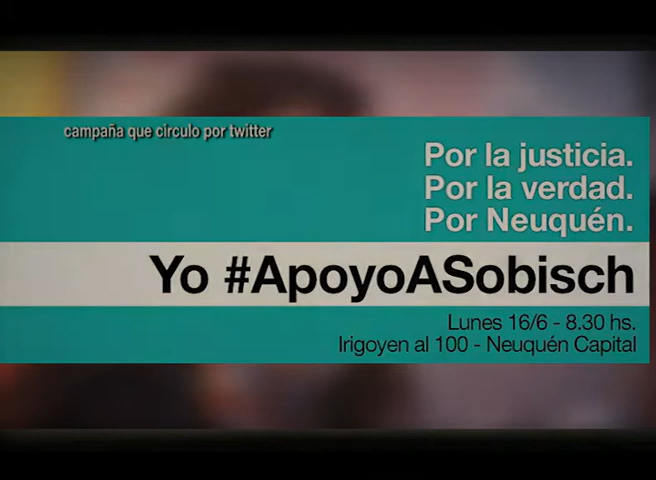 campaña que circulo por twitter
Por la justicia.
Por la verdad.
Por Neuquén.
Yo #ApoyoASobisch
Lunes 16/6 - 8.30 hs.
Irigoyen al 100 - Neuquén Capital